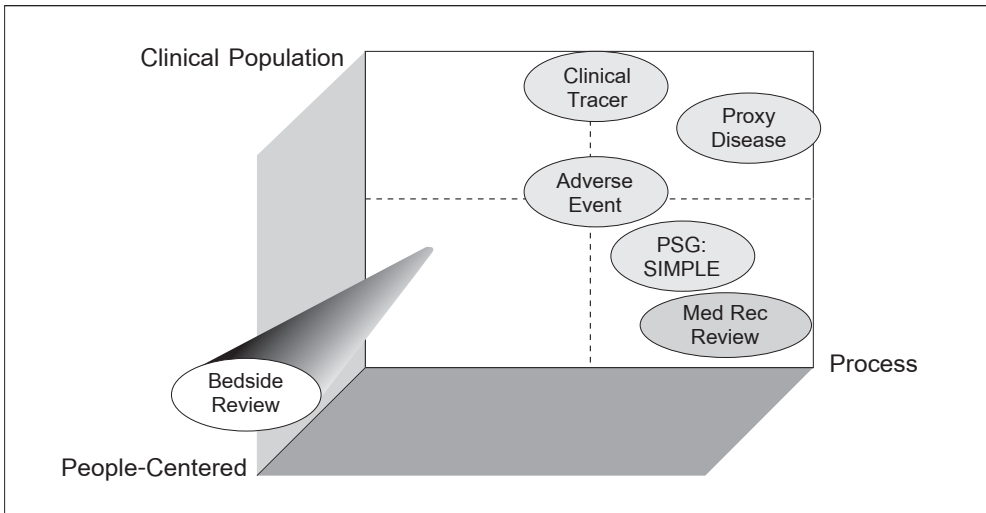 Clinical Population
Clinical
Tracer
Proxy
Disease
Adverse
Event
PSG:
SIMPLE
Med Rec
Review
Process
Bedside
Review
People-Centered